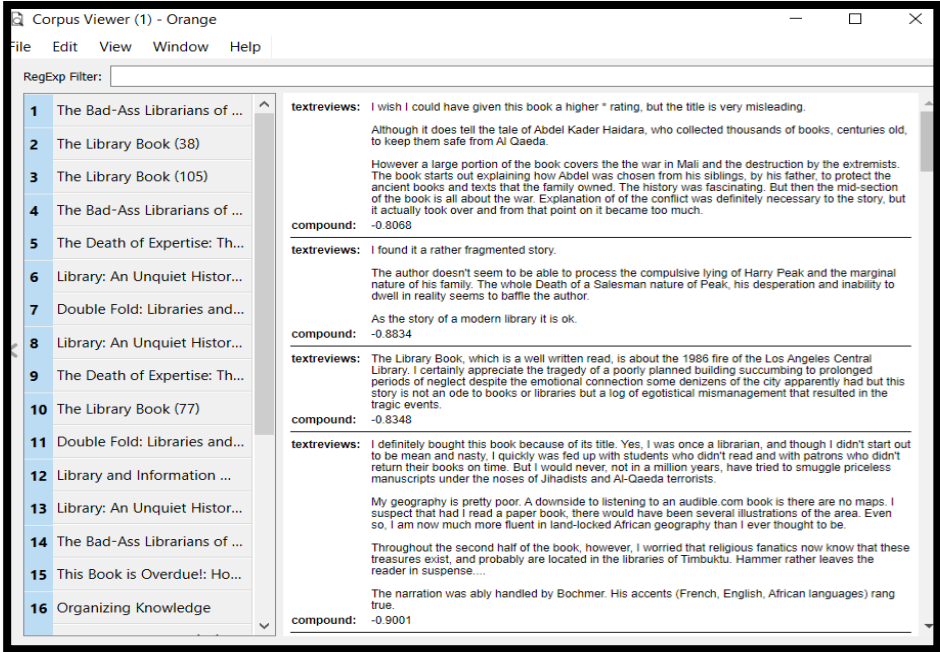 Corpus Viewer (1) - Orange
File Edit View Window Help
RegExp Filter:
1 The Bad-Ass Librarians of ...
2 The Library Book (38)
3 The Library Book (105)
4 The Bad-Ass Librarians of ...
5 The Death of Expertise: Th...
6 Library: An Unquiet Histor...
7 Double Fold: Libraries and...
8 Library: An Unquiet Histor...
9 The Death of Expertise: Th...
10 The Library Book (77)
11 Double Fold: Libraries and...
12 Library and Information ...
13 Library: An Unquiet Histor...
14 The Bad-Ass Librarians of ...
15 This Book is Overdue!: Ho...
16 Organizing Knowledge
textreviews: I wish I could have given this book a higher * rating, but the title is very misleading.
Although it does tell the tale of Abdel Kader Haidara, who collected thousands of books, centuries old,
to keep them safe from Al Qaeda.
However a large portion of the book covers the the war in Mali and the destruction by the extremists.
The book starts out explaining how Abdel was chosen from his siblings, by his father, to protect the
ancient books and texts that the family owned. The history was fascinating. But then the mid-section
of the book is all about the war. Explanation of of the conflict was definitely necessary to the story, but
it actually took over and from that point on it became too much.
compound: -0.8068
textreviews: I found it a rather fragmented story.
The author doesn't seem to be able to process the compulsive lying of Harry Peak and the marginal
nature of his family. The whole Death of a Salesman nature of Peak, his desperation and inability to
dwell in reality seems to baffle the author.
As the story of a modern library it is ok.
compound: -0.8834
textreviews: The Library Book, which is a well written read, is about the 1986 fire of the Los Angeles Central
Library. I certainly appreciate the tragedy of a poorly planned building succumbing to prolonged
periods of neglect despite the emotional connection some denizens of the city apparently had but this
story is not an ode to books or libraries but a log of egotistical mismanagement that resulted in the
tragic events.
compound: -0.8348
textreviews: I definitely bought this book because of its title. Yes, I was once a librarian, and though I didn't start out
to be mean and nasty, I quickly was fed up with students who didn't read and with patrons who didn't
return their books on time. But I would never, not in a million years, have tried to smuggle priceless
manuscripts under the noses of Jihadists and Al-Qaeda terrorists.
My geography is pretty poor. A downside to listening to an audible.com book is there are no maps. I
suspect that had I read a paper book, there would have been several illustrations of the area. Even
so, I am now much more fluent in land-locked African geography than I ever thought to be.
Throughout the second half of the book, however, I worried that religious fanatics now know that these
treasures exist, and probably are located in the libraries of Timbuktu. Hammer rather leaves the
reader in suspense....
The narration was ably handled by Bochmer. His accents (French, English, African languages) rang
true.
compound: -0.9001